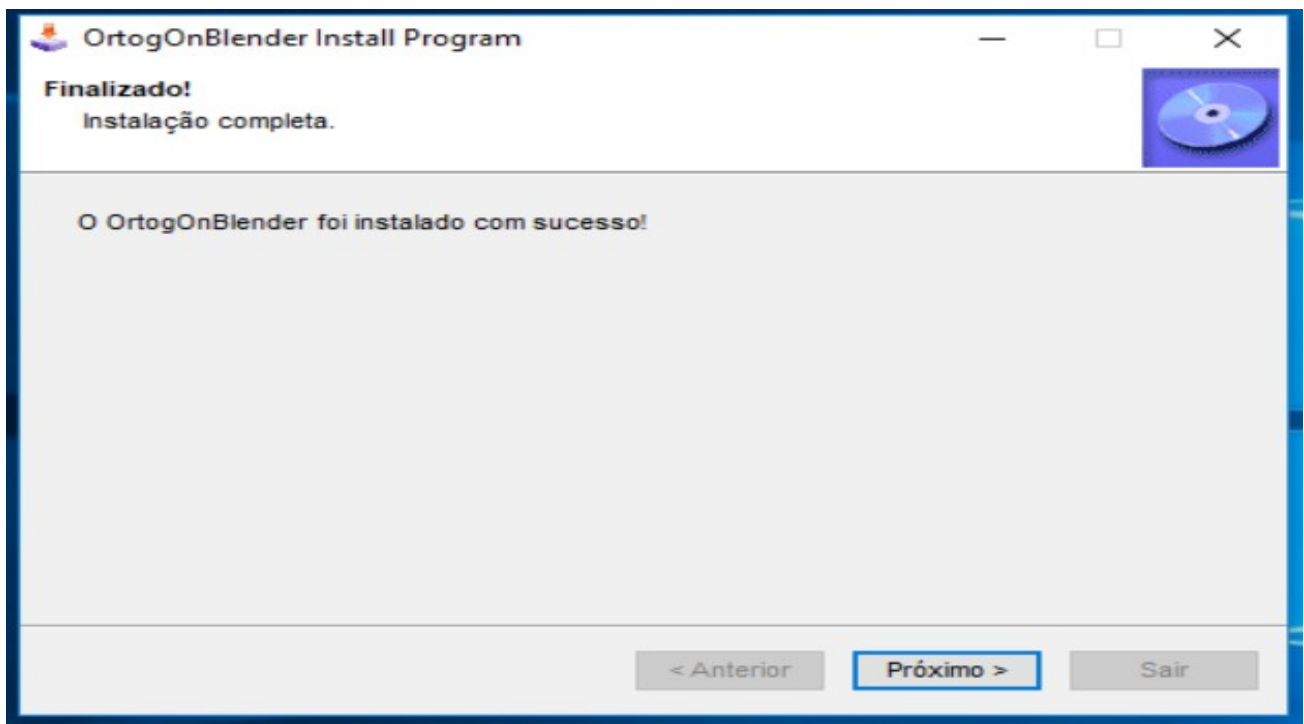 OrtogOnBlender Install Program
Finalizado!
Instalação completa.
O OrtogOnBlender foi instalado com sucesso!
< Anterior
Próximo >
Sair